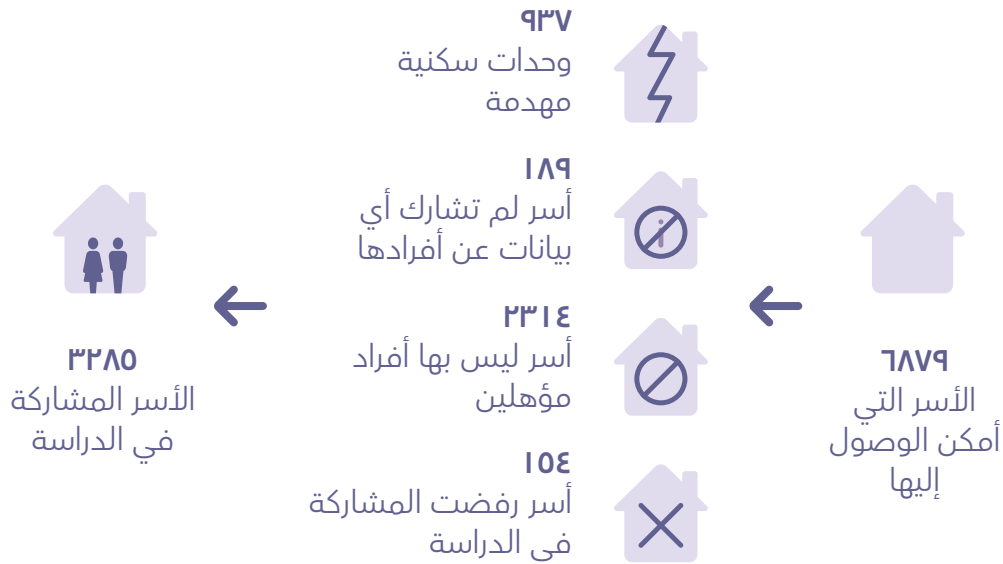 ٦٨٧٩
الأسر التي
أمكن الوصول
إليها
٩٣٧
وحدات سكنية
مهدمة
١٨٩
أسر لم تشارك أي
بيانات عن أفرادها
٢٣١٤
أسر ليس بها أفراد
مؤهلين
١٥٤
أسر رفضت المشاركة
في الدراسة
٣٢٨٥
الأسر المشاركة
في الدراسة